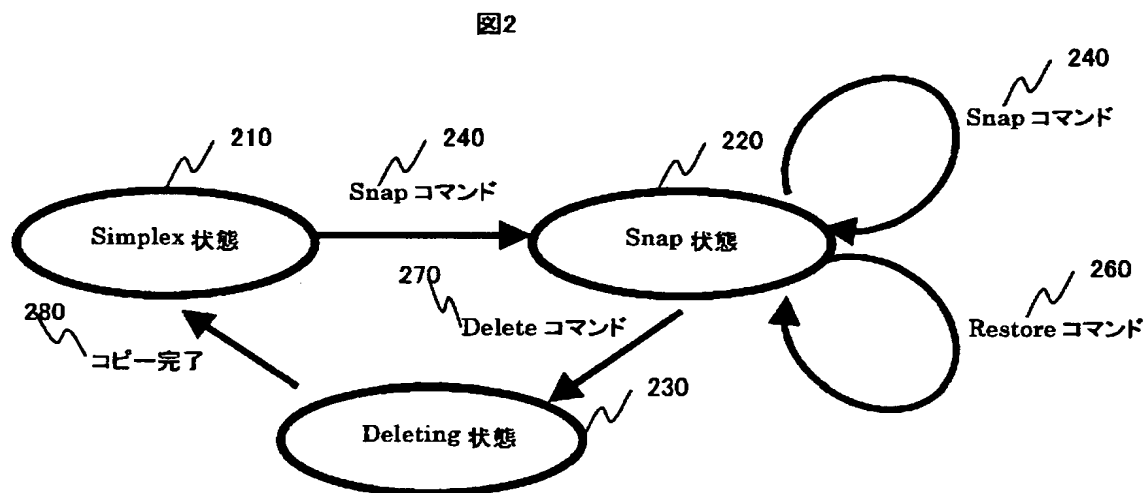 図2
240
Snap コマンド
210
240
220
Snap コマンド
Simplex 状態
Snap 状態
270
Delete コマンド
260
Restore コマンド
280
コピー完了
230
Deleting 状態